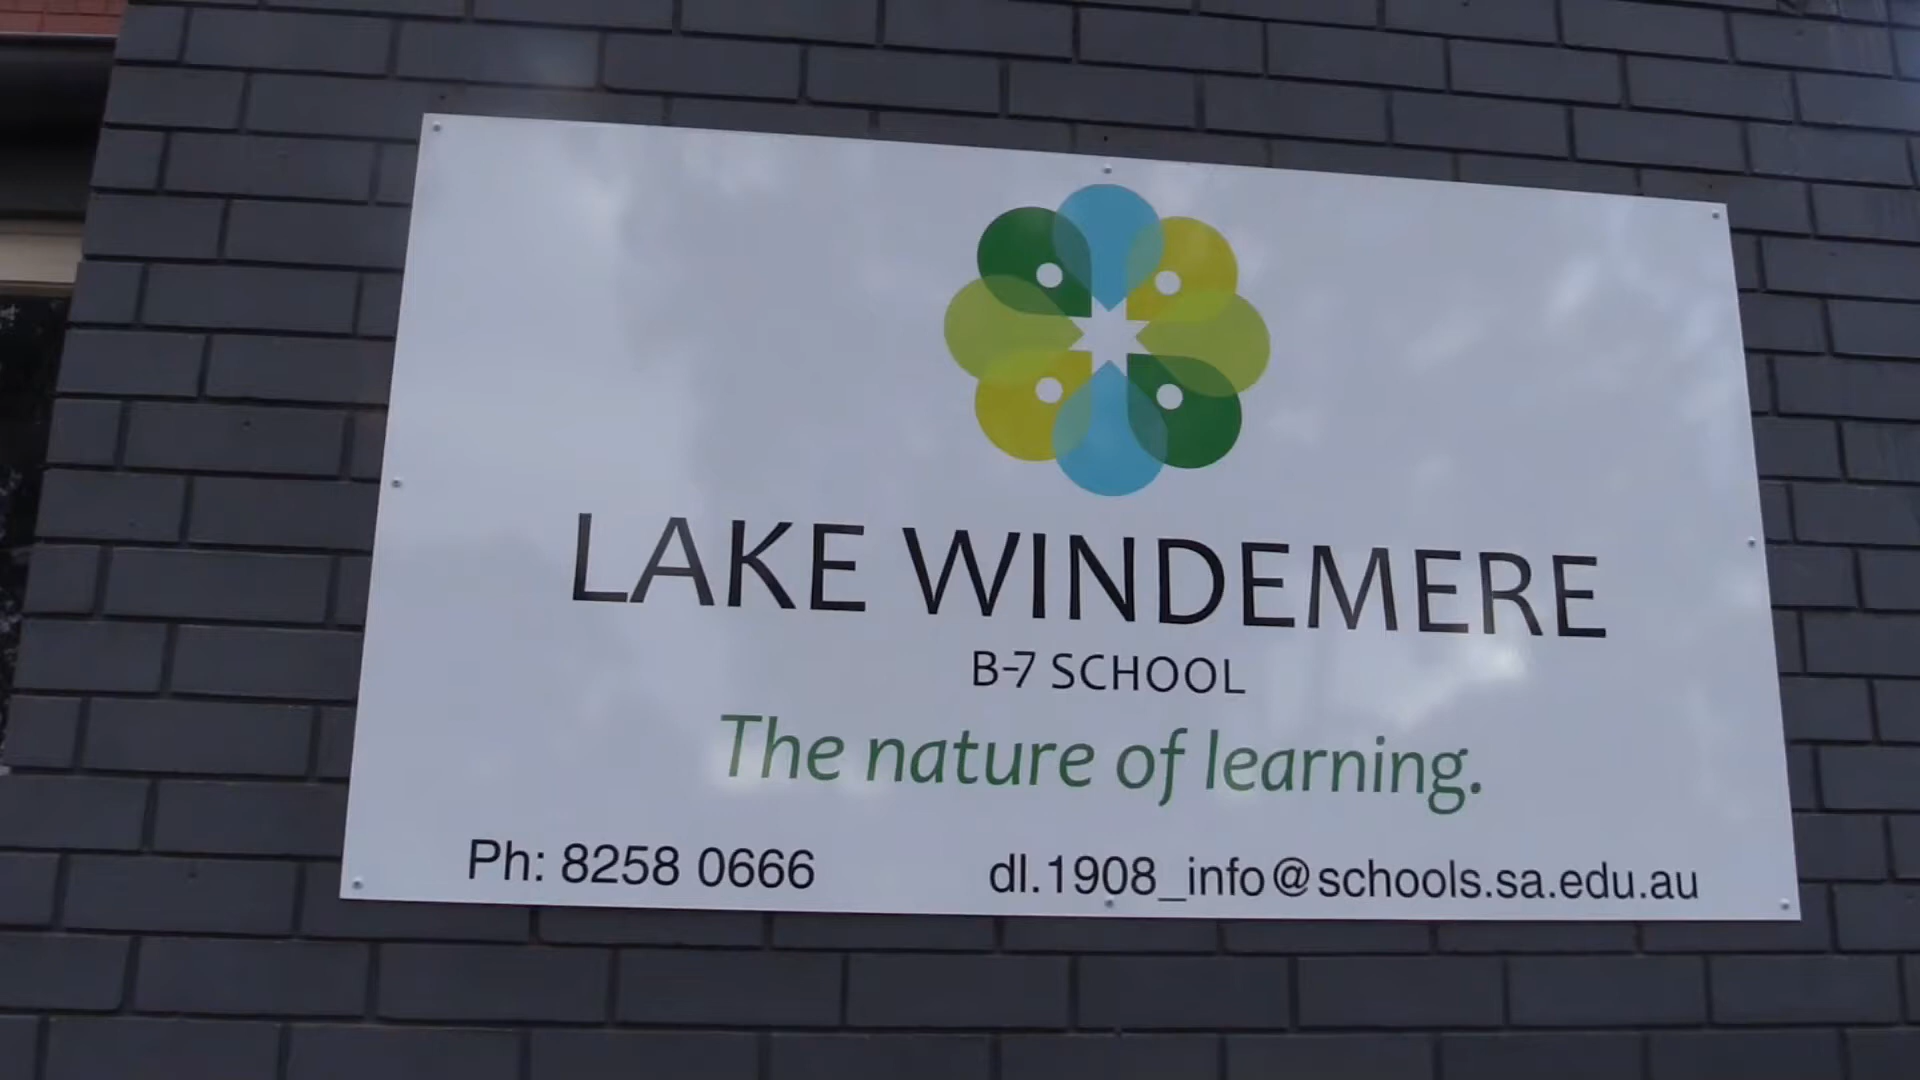 LAKE WINDEMERE
B-7 SCHOOL
The nature of learning.
Ph: 8258 0666 dl.1908_info@schools.sa.edu.au